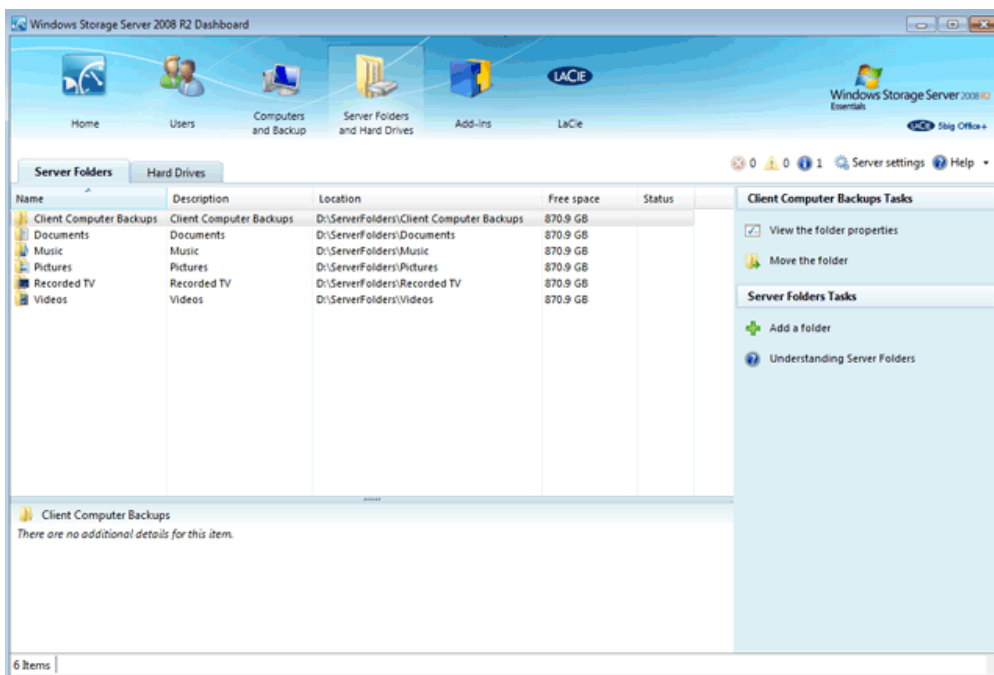 Windows Storage Server 2008 R2 Dashboard
Home
Users
Computers
and Backup
Server Folders
and Hard Drives
Add-Ins
LACIE
LaCie
Windows Storage Server 2008 R2
Essentials
LACIE 5big Office+
Server Folders
Hard Drives
0 0 1 Server settings Help
Name Description Location Free space Status
Client Computer Backups Client Computer Backups D:\ServerFolders\Client Computer Backups 870.9 GB
Documents Documents D:\ServerFolders\Documents 870.9 GB
Music Music D:\ServerFolders\Music 870.9 GB
Pictures Pictures D:\ServerFolders\Pictures 870.9 GB
Recorded TV Recorded TV D:\ServerFolders\Recorded TV 870.9 GB
Videos Videos D:\ServerFolders\Videos 870.9 GB
Client Computer Backups Tasks
View the folder properties
Move the folder
Server Folders Tasks
Add a folder
Understanding Server Folders
Client Computer Backups
There are no additional details for this item.
6 Items